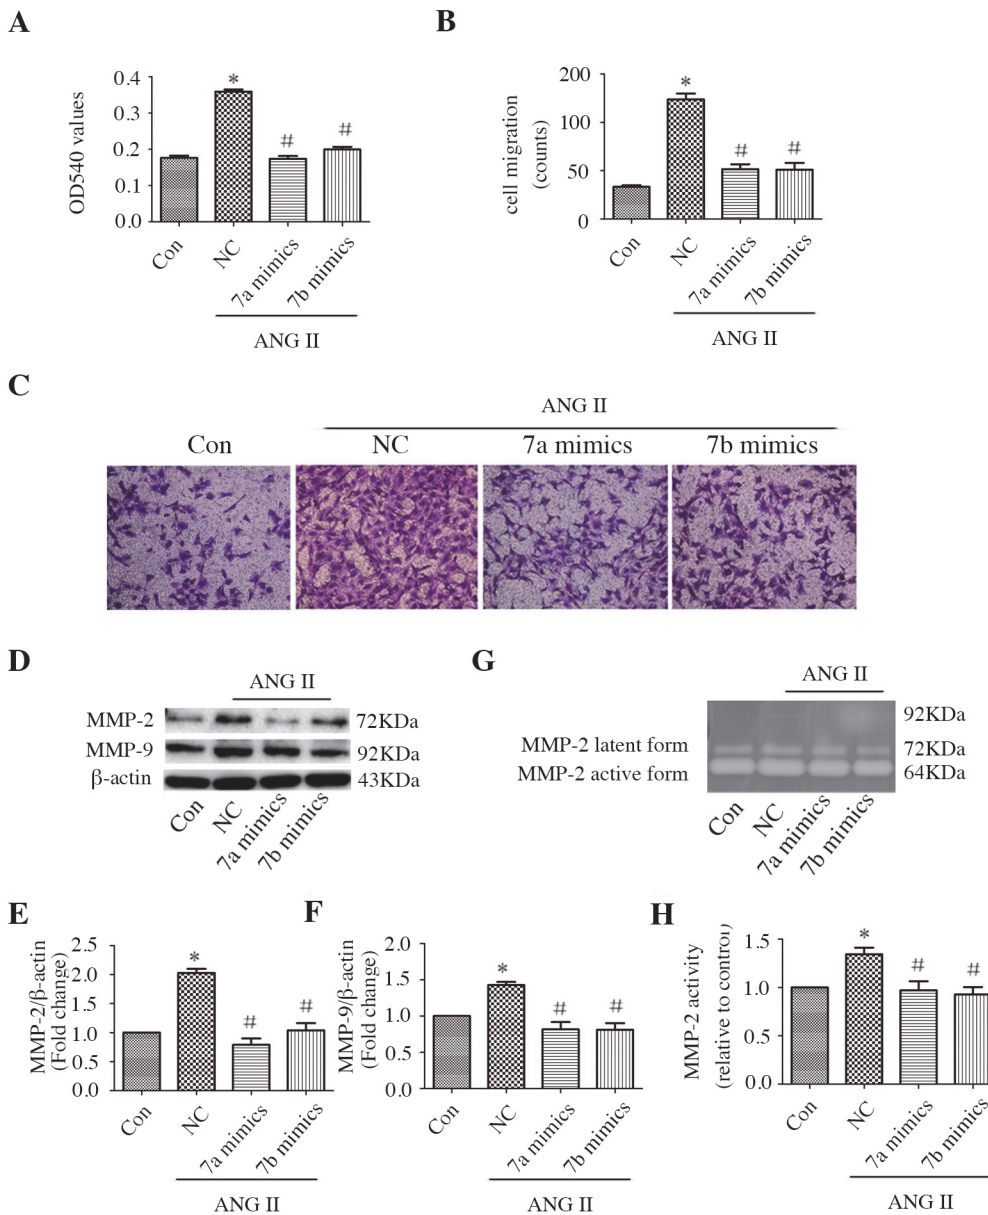 A
OD540 values
0.4
0.3
0.2
0.1
0.0
*
#
#
Con
NC
7a mimics
7b mimics
ANG II
B
cell migration
(counts)
200
100
50
0
*
#
#
Con
NC
7a mimics
7b mimics
ANG II
C
ANG II
Con
NC
7a mimics
7b mimics
D
ANG II
MMP-2
72KDa
MMP-9
92KDa
β-actin
43KDa
Con
NC
7a mimics
7b mimics
G
ANG II
92KDa
MMP-2 latent form
72KDa
MMP-2 active form
64KDa
Con
NC
7a mimics
7b mimics
E
MMP-2/β-actin
(Fold change)
2.5
2.0
1.5
1.0
0.5
0.0
*
#
#
Con
NC
7a mimics
7b mimics
ANG II
F
MMP-9/β-actin
(Fold change)
2.0
1.5
1.0
0.5
0.0
*
#
#
Con
NC
7a mimics
7b mimics
ANG II
H
MMP-2 activity
(relative to control)
1.5
1.0
0.5
0.0
*
#
#
Con
NC
7a mimics
7b mimics
ANG II